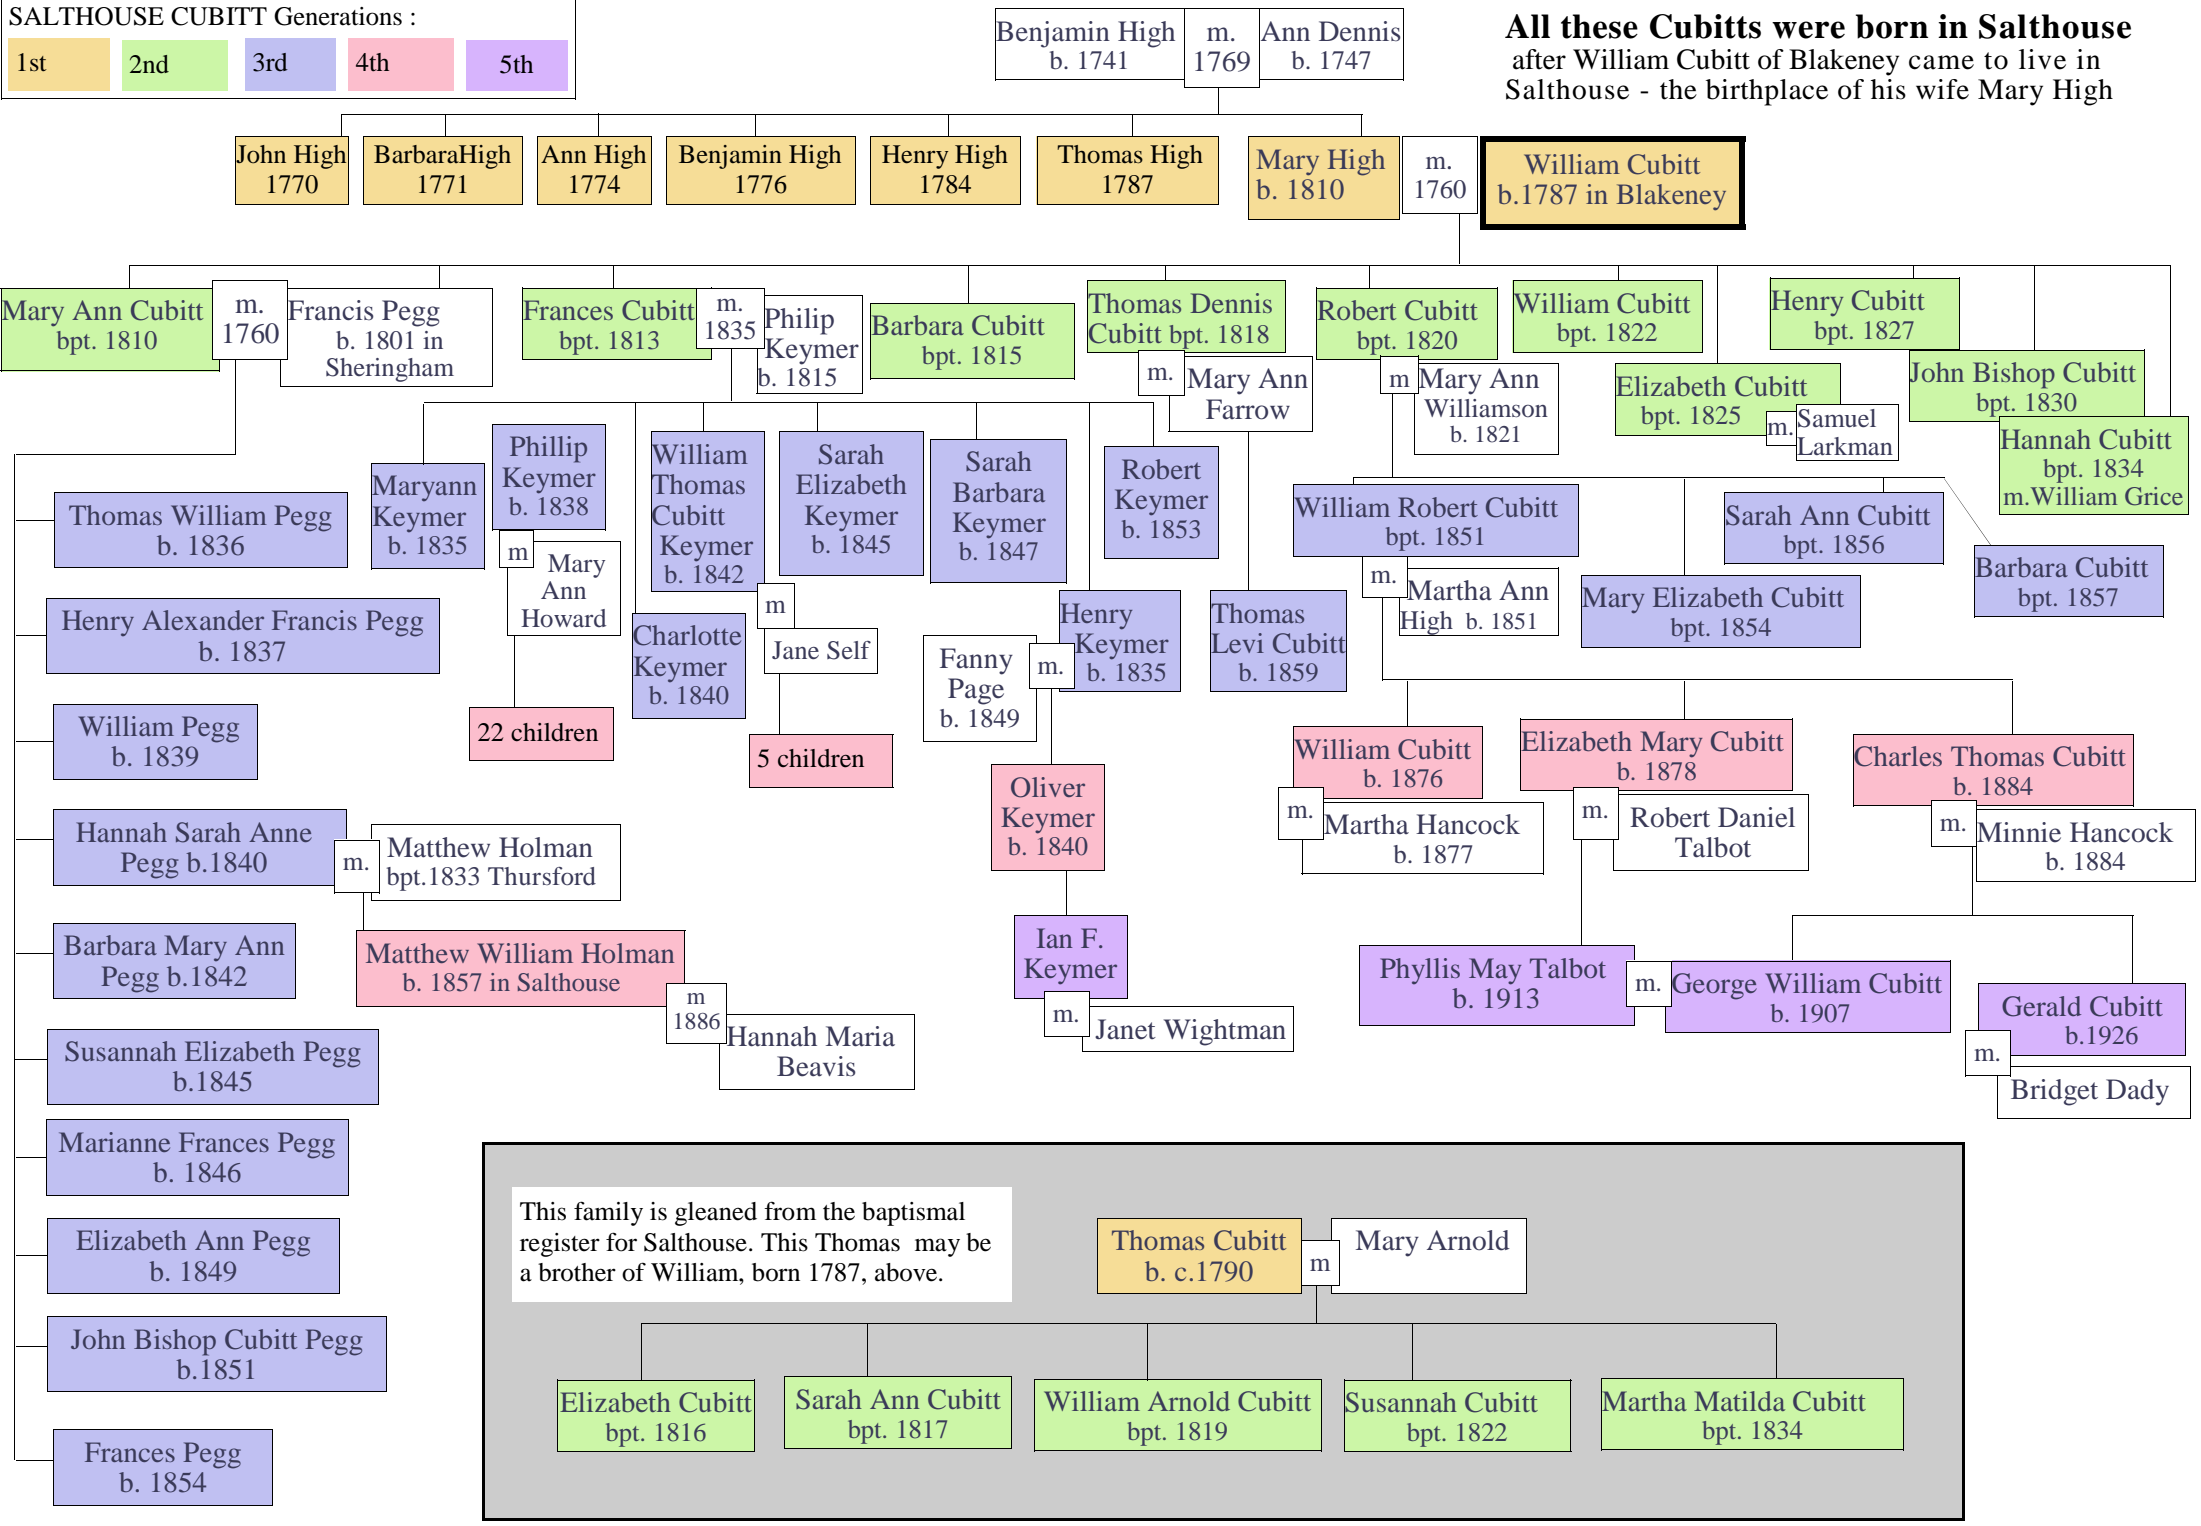 SALTHOUSE CUBITT Generations :
1st
2nd
3rd
4th
5th
Benjamin High
b. 1741
m.
1769
Ann Dennis
b. 1747
All these Cubitts were born in Salthouse
after William Cubitt of Blakeney came to live in
Salthouse - the birthplace of his wife Mary High
John High
1770
BarbaraHigh
1771
Ann High
1774
Benjamin High
1776
Henry High
1784
Thomas High
1787
Mary High
b. 1810
m.
1760
William Cubitt
b.1787 in Blakeney
Mary Ann Cubitt
bpt. 1810
m.
1760
Francis Pegg
b. 1801 in
Sheringham
Frances Cubitt
bpt. 1813
m.
1835
Philip
Keymer
b. 1815
Barbara Cubitt
bpt. 1815
Thomas Dennis
Cubitt bpt. 1818
m.
Mary Ann
Farrow
Robert Cubitt
bpt. 1820
m
Mary Ann
Williamson
b. 1821
William Cubitt
bpt. 1822
Elizabeth Cubitt
bpt. 1825
m.
Samuel
Larkman
Henry Cubitt
bpt. 1827
John Bishop Cubitt
bpt. 1830
Hannah Cubitt
bpt. 1834
m.William Grice
Thomas William Pegg
b. 1836
Henry Alexander Francis Pegg
b. 1837
William Pegg
b. 1839
Hannah Sarah Anne
Pegg b.1840
m.
Matthew Holman
bpt.1833 Thursford
Barbara Mary Ann
Pegg b.1842
Matthew William Holman
b. 1857 in Salthouse
m
1886
Hannah Maria
Beavis
Susannah Elizabeth Pegg
b.1845
Marianne Frances Pegg
b. 1846
Elizabeth Ann Pegg
b. 1849
John Bishop Cubitt Pegg
b.1851
Frances Pegg
b. 1854
Maryann
Keymer
b. 1835
Phillip
Keymer
b. 1838
m
Mary
Ann
Howard
22 children
Charlotte
Keymer
b. 1840
William
Thomas
Cubitt
Keymer
b. 1842
m
Jane Self
5 children
Sarah
Elizabeth
Keymer
b. 1845
Sarah
Barbara
Keymer
b. 1847
Robert
Keymer
b. 1853
Fanny
Page
b. 1849
m.
Henry
Keymer
b. 1835
Oliver
Keymer
b. 1840
Ian F.
Keymer
m.
Janet Wightman
Thomas
Levi Cubitt
b. 1859
William Robert Cubitt
bpt. 1851
m.
Martha Ann
High b. 1851
Mary Elizabeth Cubitt
bpt. 1854
Sarah Ann Cubitt
bpt. 1856
Barbara Cubitt
bpt. 1857
William Cubitt
b. 1876
m.
Martha Hancock
b. 1877
Elizabeth Mary Cubitt
b. 1878
m.
Robert Daniel
Talbot
Charles Thomas Cubitt
b. 1884
m.
Minnie Hancock
b. 1884
Phyllis May Talbot
b. 1913
m.
George William Cubitt
b. 1907
Gerald Cubitt
b.1926
m.
Bridget Dady
This family is gleaned from the baptismal
register for Salthouse. This Thomas may be
a brother of William, born 1787, above.
Thomas Cubitt
b. c.1790
m
Mary Arnold
Elizabeth Cubitt
bpt. 1816
Sarah Ann Cubitt
bpt. 1817
William Arnold Cubitt
bpt. 1819
Susannah Cubitt
bpt. 1822
Martha Matilda Cubitt
bpt. 1834